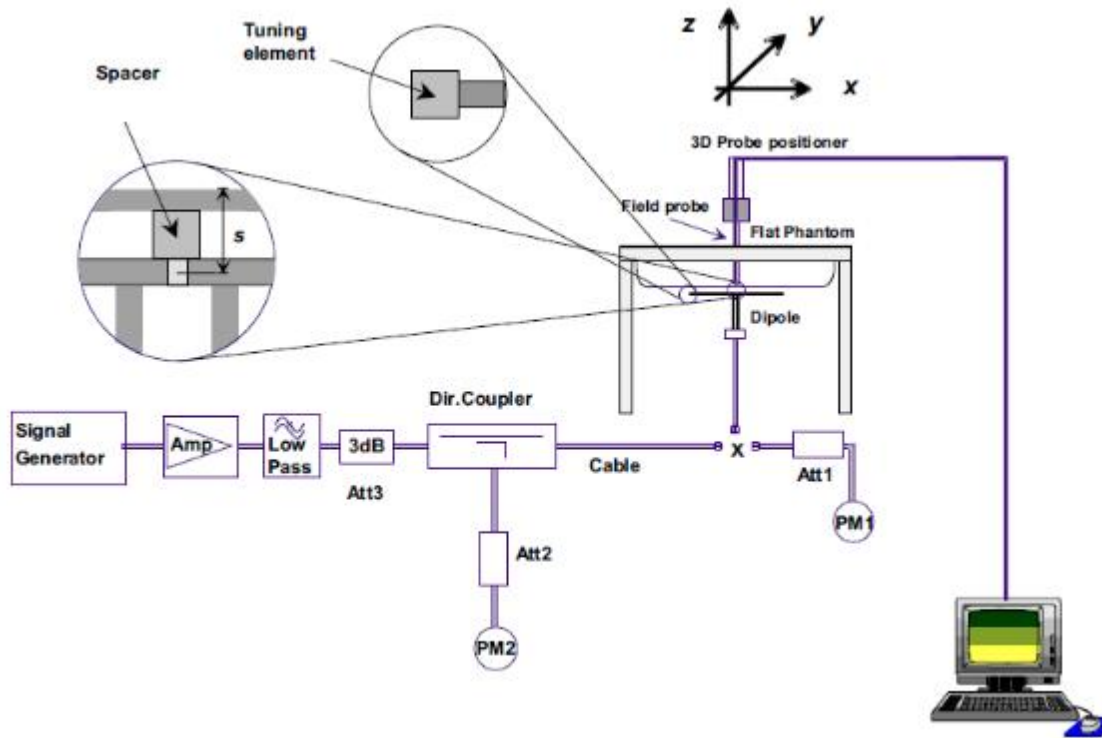 Tuning
element
Spacer
z
y
x
3D Probe positioner
Field probe
Flat Phantom
s
Dipole
Dir.Coupler
Signal
Generator
Amp
Low
Pass
3dB
Att3
Cable
X
Att1
PM1
Att2
PM2